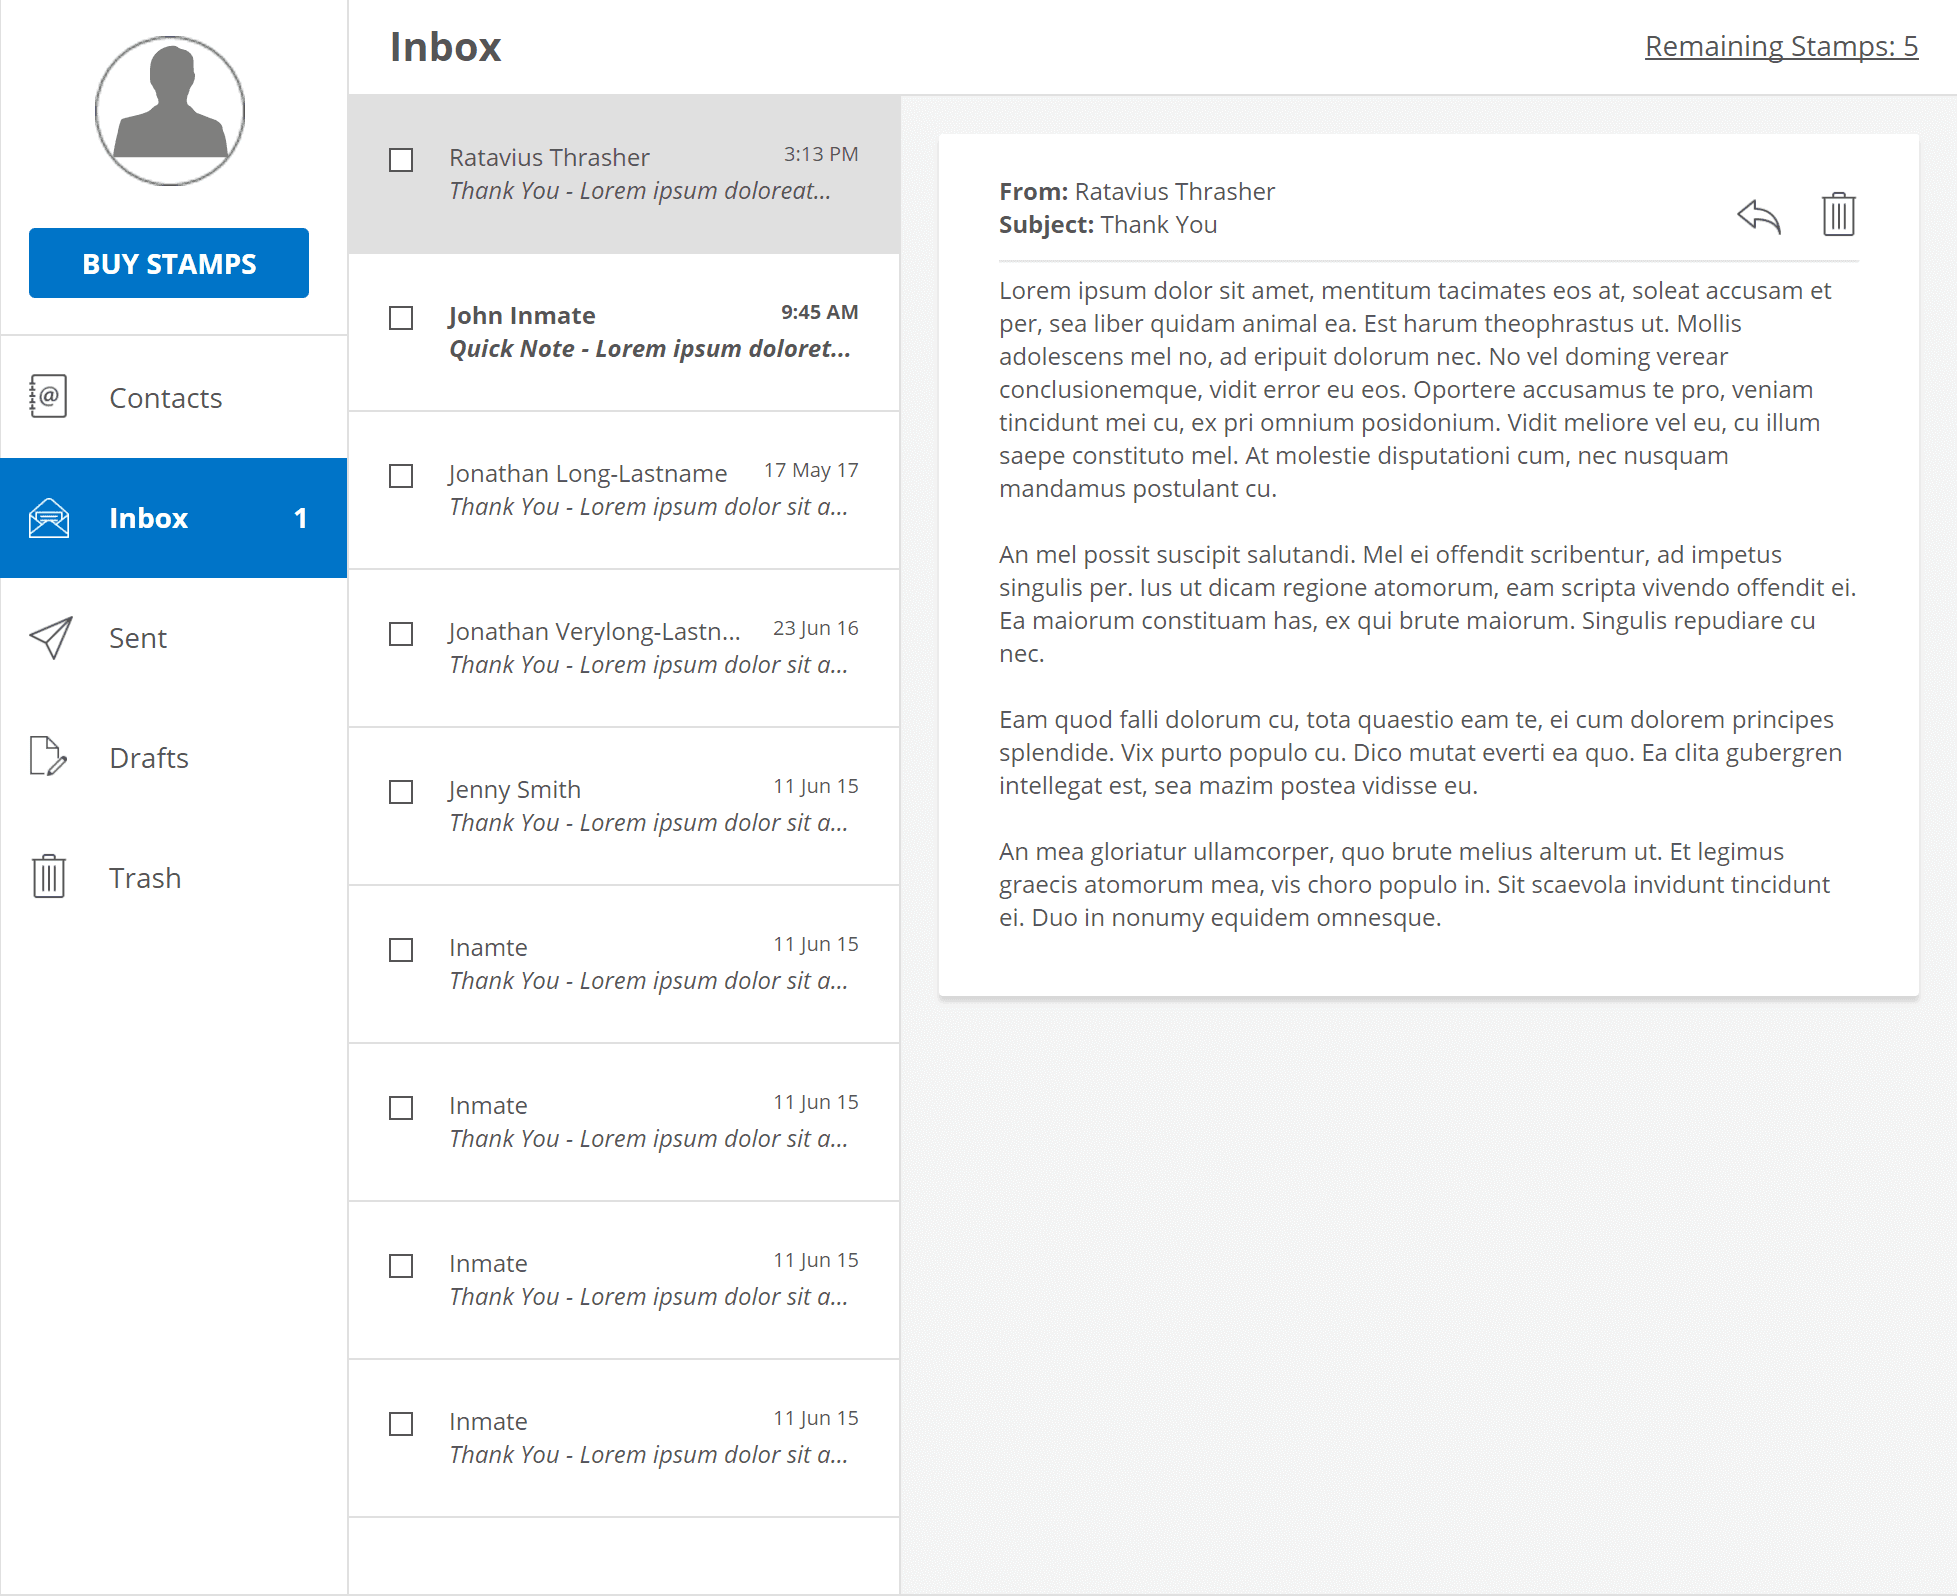 BUY STAMPS
Contacts
Inbox 1
Sent
Drafts
Trash
Inbox
Remaining Stamps: 5
Ratavius Thrasher 3:13 PM
Thank You - Lorem ipsum doloreat...
John Inmate 9:45 AM
Quick Note - Lorem ipsum doloret...
Jonathan Long-Lastname 17 May 17
Thank You - Lorem ipsum dolor sit a...
Jonathan Verylong-Lastn... 23 Jun 16
Thank You - Lorem ipsum dolor sit a...
Jenny Smith 11 Jun 15
Thank You - Lorem ipsum dolor sit a...
Inamte 11 Jun 15
Thank You - Lorem ipsum dolor sit a...
Inmate 11 Jun 15
Thank You - Lorem ipsum dolor sit a...
Inmate 11 Jun 15
Thank You - Lorem ipsum dolor sit a...
Inmate 11 Jun 15
Thank You - Lorem ipsum dolor sit a...
From: Ratavius Thrasher
Subject: Thank You
Lorem ipsum dolor sit amet, mentitum tacimates eos at, soleat accusam et
per, sea liber quidam animal ea. Est harum theophrastus ut. Mollis
adolescens mel no, ad eripuit dolorum nec. No vel doming verear
conclusionemque, vidit error eu eos. Oportere accusamus te pro, veniam
tincidunt mei cu, ex pri omnium posidonium. Vidit meliore vel eu, cu illum
saepe constituto mel. At molestie disputationi cum, nec nusquam
mandamus postulant cu.
An mel possit suscipit salutandi. Mel ei offendit scribentur, ad impetus
singulis per. Ius ut dicam regione atomorum, eam scripta vivendo offendit ei.
Ea maiorum constituam has, ex qui brute maiorum. Singulis repudiare cu
nec.
Eam quod falli dolorum cu, tota quaestio eam te, ei cum dolorem principes
splendide. Vix purto populo cu. Dico mutat everti ea quo. Ea clita gubergren
intellegat est, sea mazim postea vidisse eu.
An mea gloriatur ullamcorper, quo brute melius alterum ut. Et legimus
graecis atomorum mea, vis choro populo in. Sit scaevola invidunt tincidunt
ei. Duo in nonumy equidem omnesque.